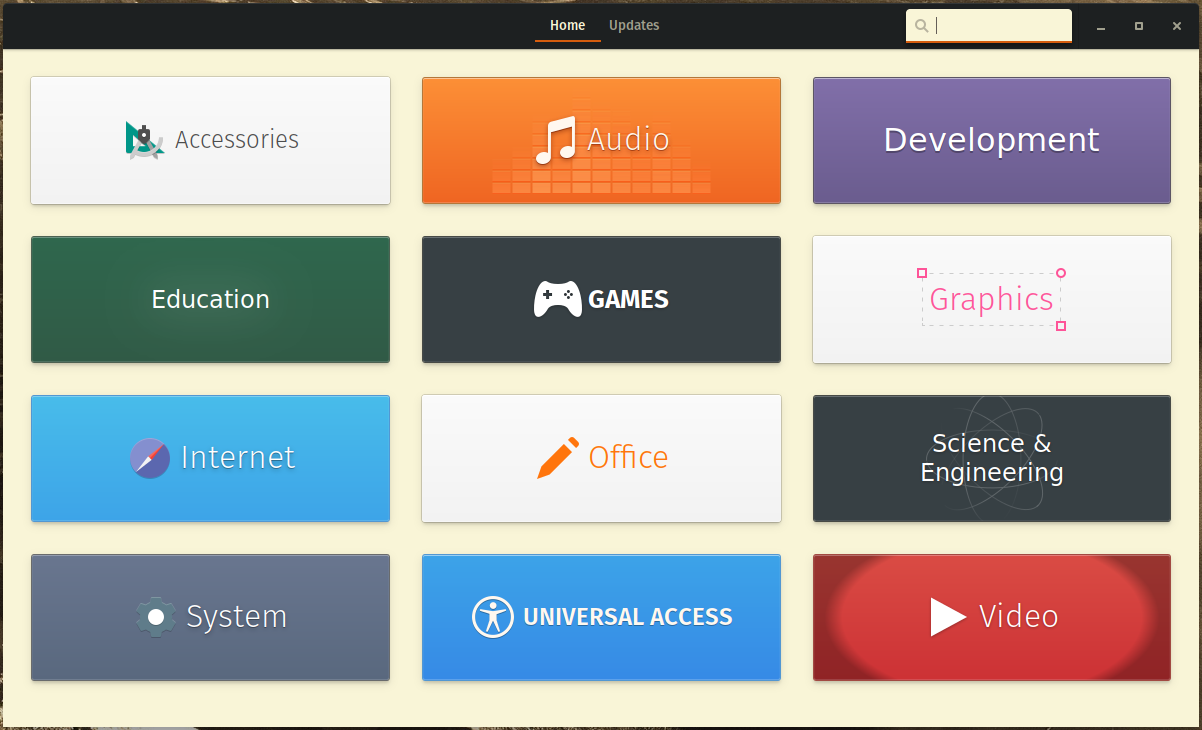 Home Updates
Accessories
Audio
Development
Education
GAMES
Graphics
Internet
Office
Science &
Engineering
System
UNIVERSAL ACCESS
Video